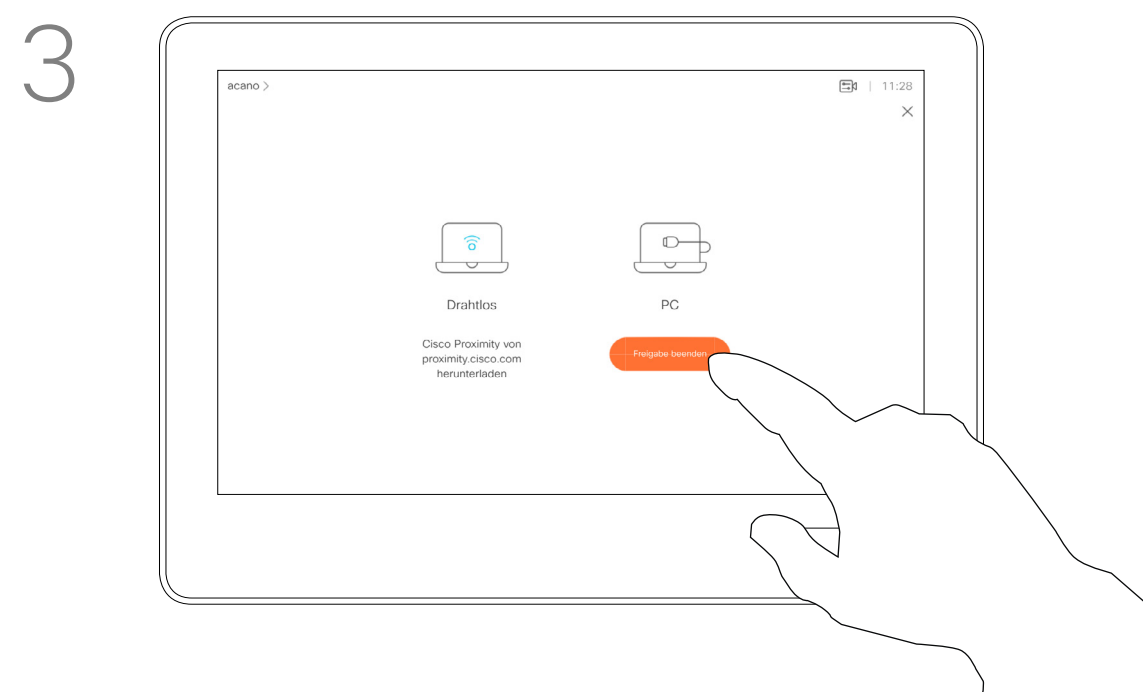 3
acano >
11:28
Drahtlos
PC
Cisco Proximity von
proximity.cisco.com
herunterladen
Freigabe beenden